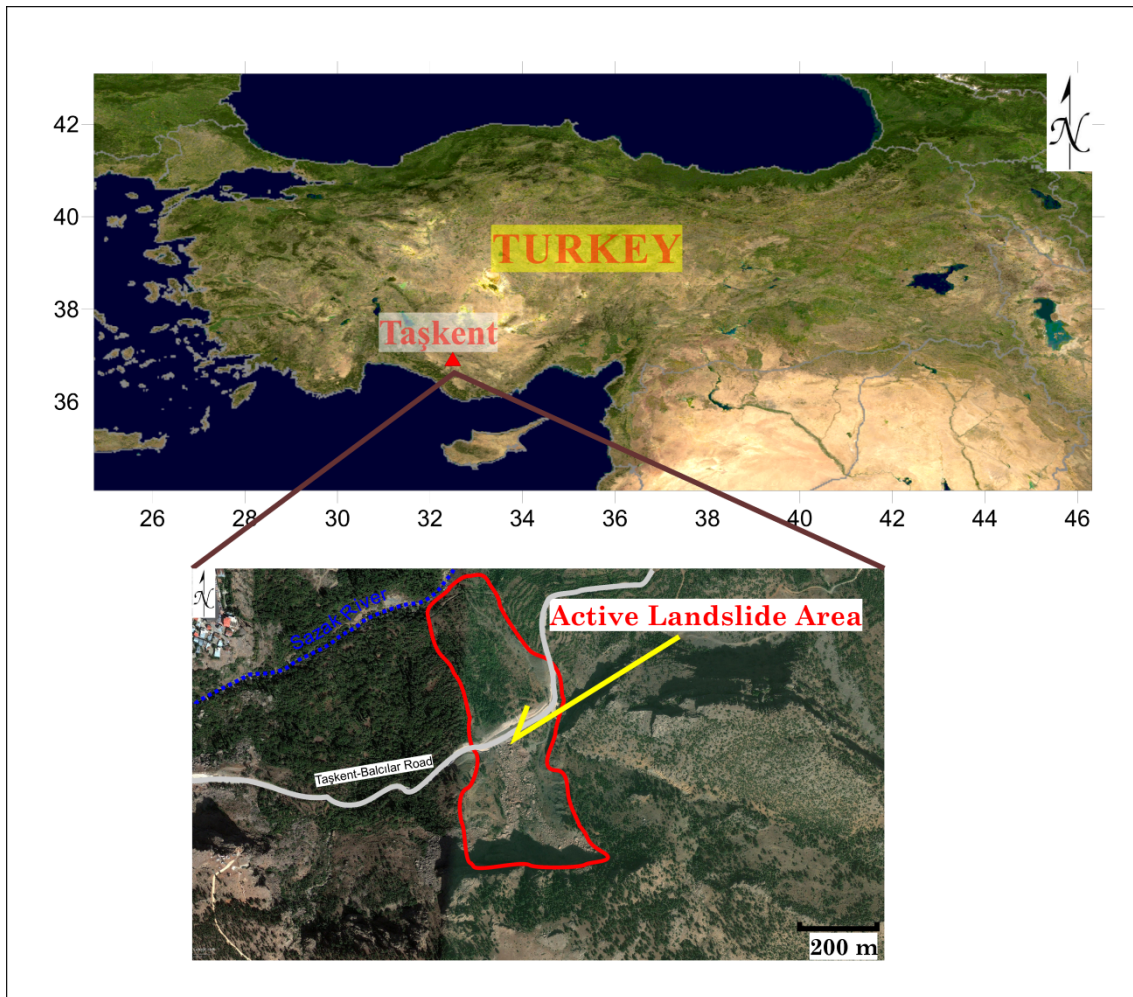 42
40
38
36
N
TURKEY
Taşkent
26 28 30 32 34 36 38 40 42 44 46
N
Sazak River
Active Landslide Area
Taşkent-Balcılar Road
200 m